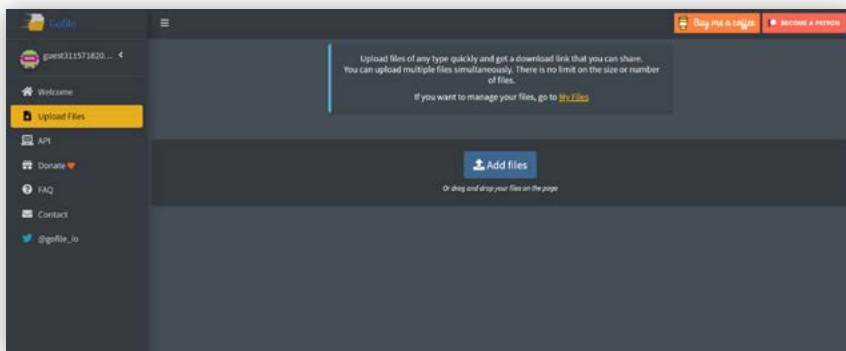 Gofile
Buy me a coffee
BECOME A PATRON
guest311571820...
Welcome
Upload Files
API
Donate
FAQ
Contact
@gofile_io
Upload files of any type quickly and get a download link that you can share.
You can upload multiple files simultaneously. There is no limit on the size or number
of files.
If you want to manage your files, go to My Files
Add files
Or drag and drop your files on the page